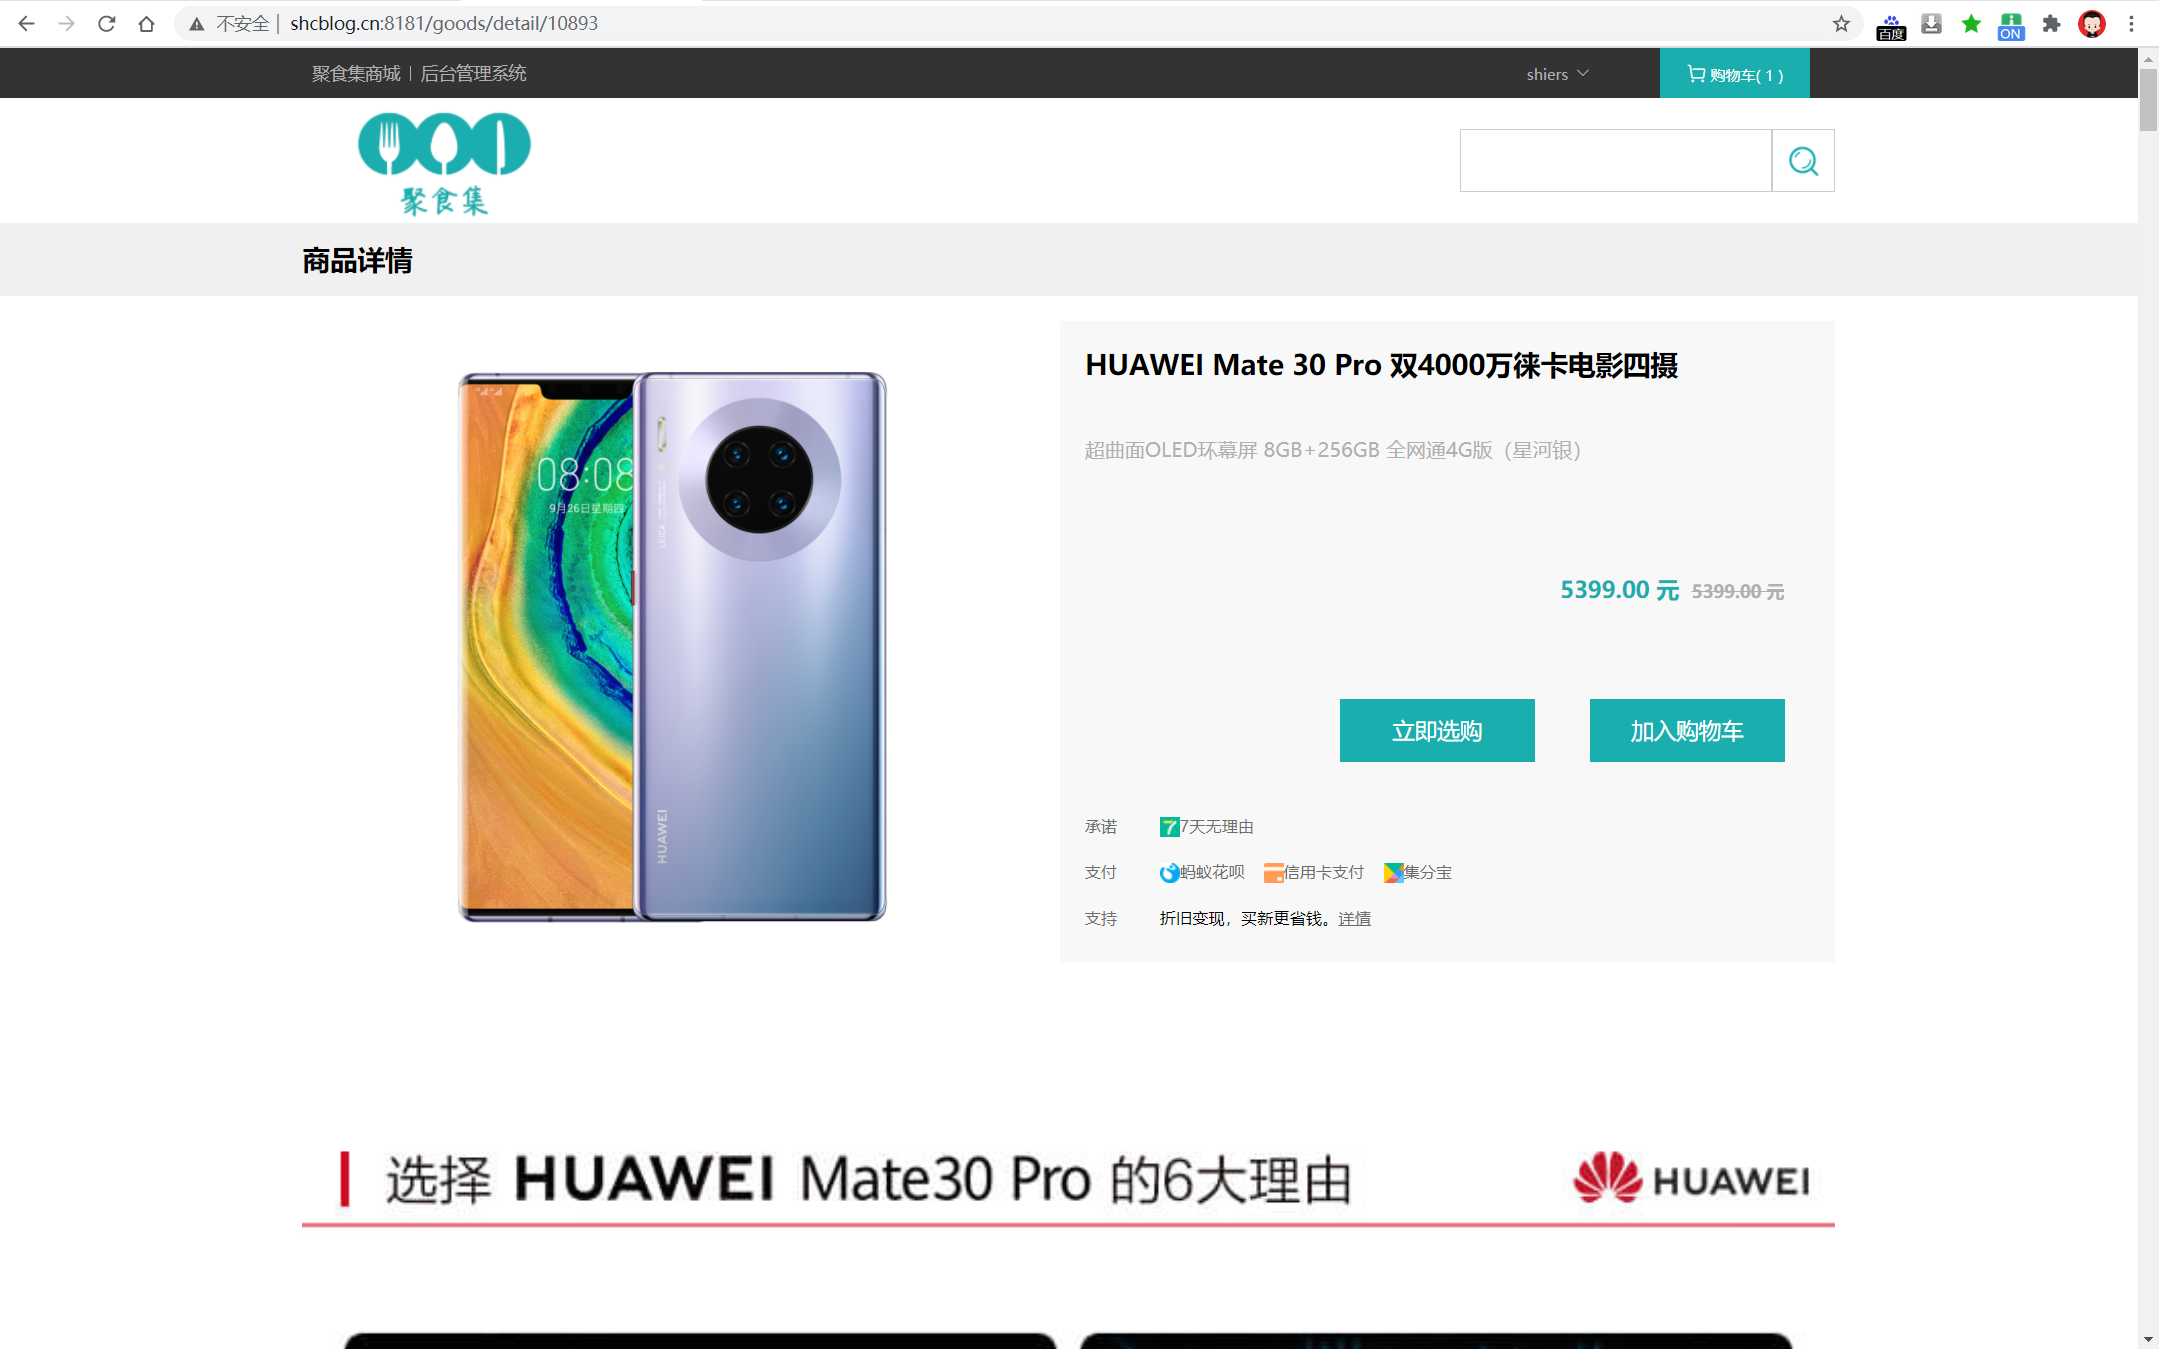 不安全 | shcblog.cn:8181/goods/detail/10893
百度
ON
聚食集商城 | 后台管理系统
shiers
购物车( 1 )
聚食集
商品详情
08:08
9月26日星期四
LEICA
HUAWEI
HUAWEI Mate 30 Pro 双4000万徕卡电影四摄
超曲面OLED环幕屏 8GB+256GB 全网通4G版（星河银）
5399.00 元 5399.00 元
立即选购 加入购物车
承诺 7 7天无理由
支付 蚂蚁花呗 信用卡支付 集分宝
支持 折旧变现，买新更省钱。详情
选择 HUAWEI Mate30 Pro 的6大理由
HUAWEI